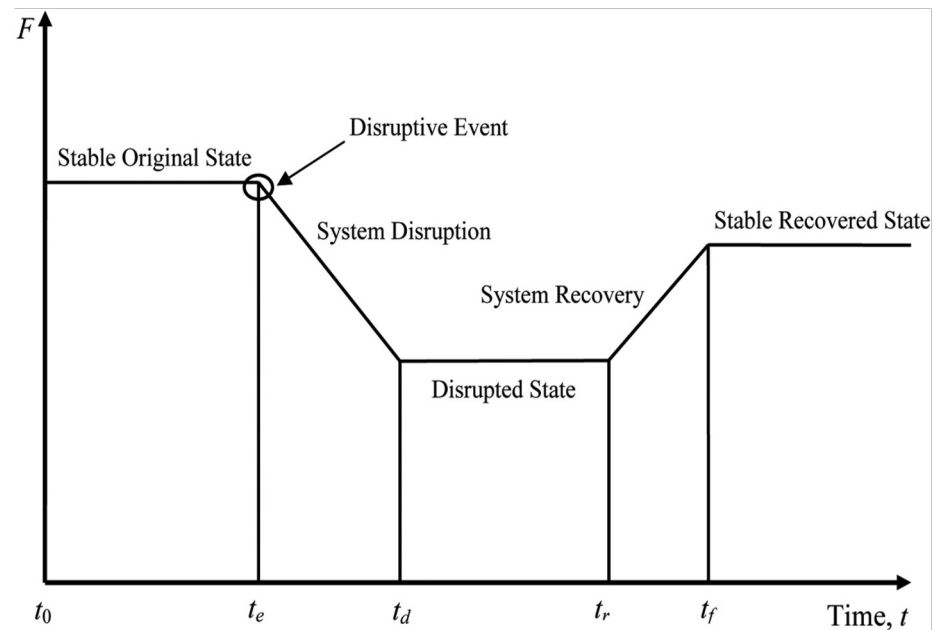 F
Disruptive Event
Stable Original State
Stable Recovered State
System Disruption
System Recovery
Disrupted State
t0 te td tr tf Time, t